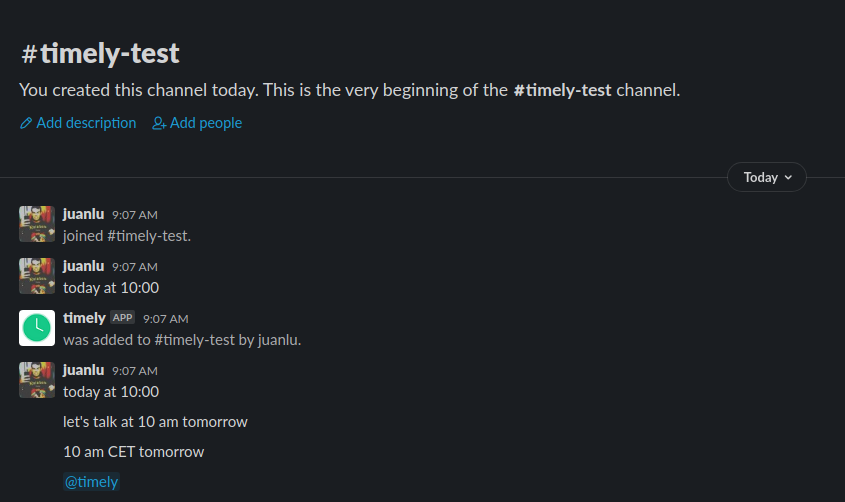 #timely-test
You created this channel today. This is the very beginning of the #timely-test channel.
Add description Add people
Today
juanlu 9:07 AM
joined #timely-test.
juanlu 9:07 AM
today at 10:00
timely APP 9:07 AM
was added to #timely-test by juanlu.
juanlu 9:07 AM
today at 10:00
let's talk at 10 am tomorrow
10 am CET tomorrow
@timely